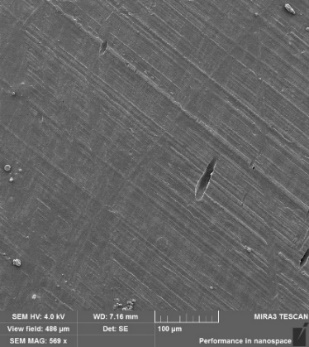 SEM HV: 4.0 kV WD: 7.16 mm MIRA3 TESCAN
View field: 486 µm Det: SE 100 µm
SEM MAG: 569 x Performance in nanospace